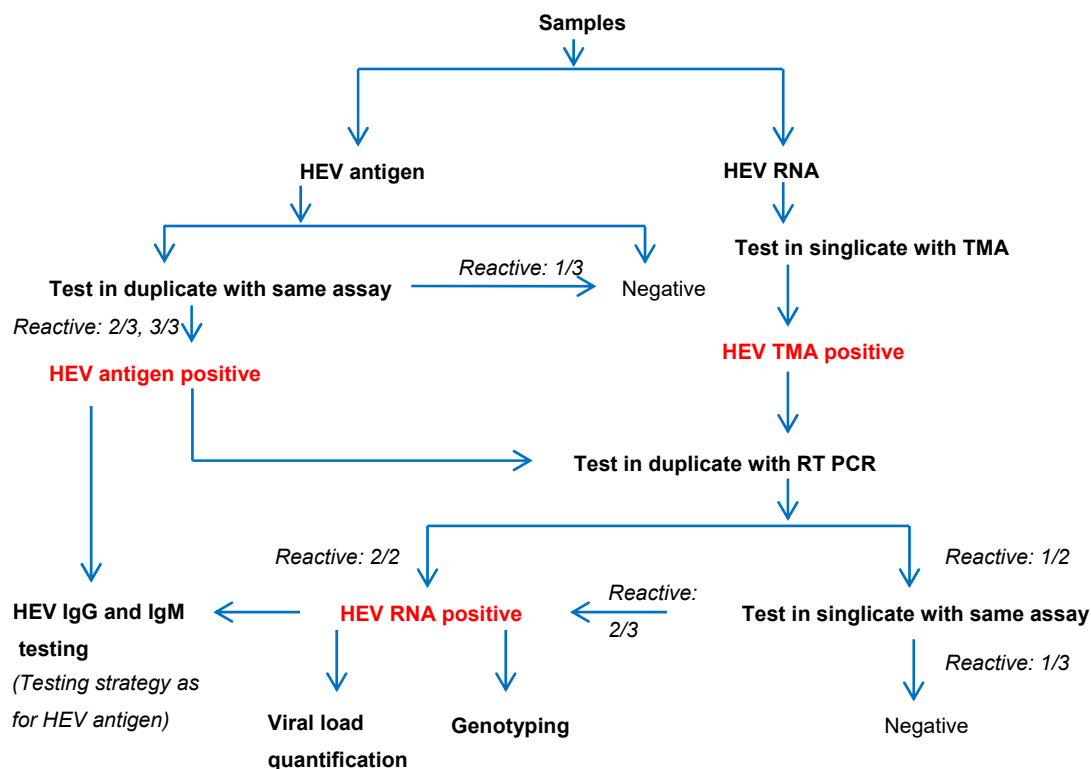 Samples
HEV antigen
HEV RNA
Test in singlicate with TMA
Reactive: 1/3
Test in duplicate with same assay
Negative
Reactive: 2/3, 3/3
HEV TMA positive
HEV antigen positive
Test in duplicate with RT PCR
Reactive: 2/2
Reactive: 1/2
HEV IgG and IgM
testing
(Testing strategy as
for HEV antigen)
HEV RNA positive
Reactive:
2/3
Test in singlicate with same assay
Reactive: 1/3
Viral load
quantification
Genotyping
Negative